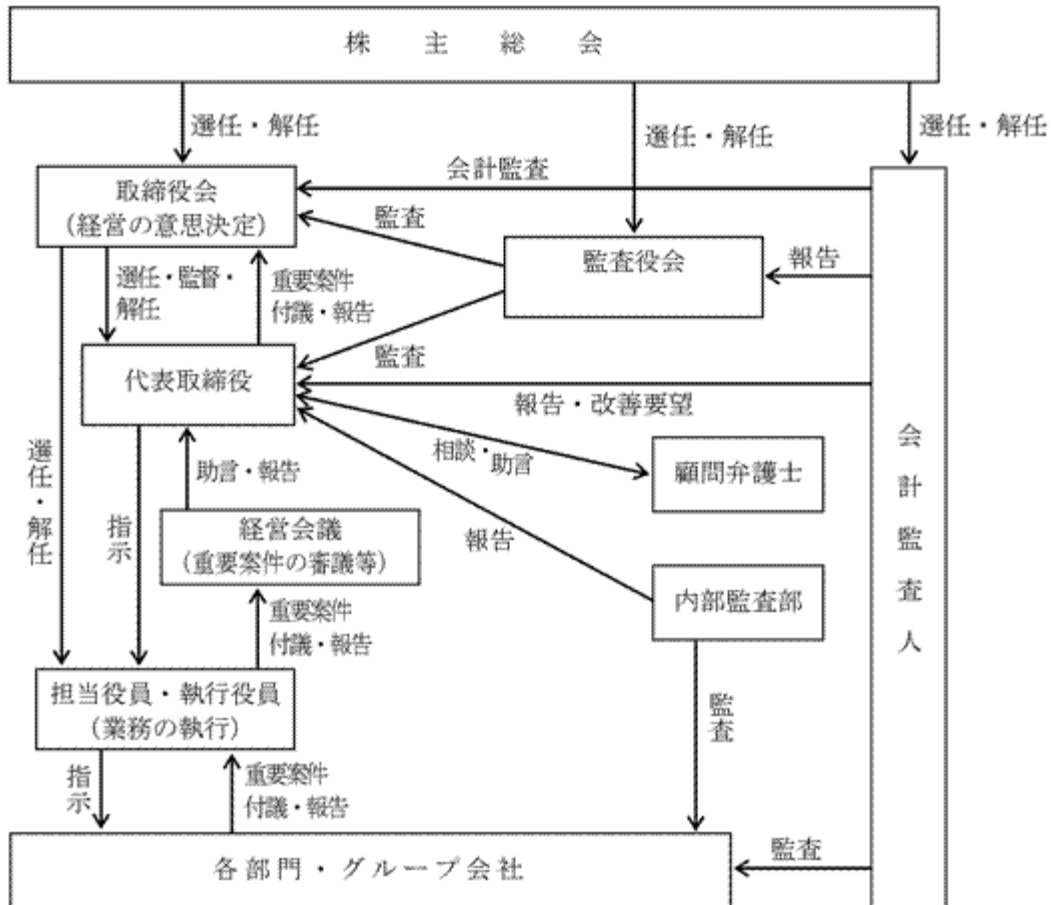 株主総会
選任・解任
選任・解任
選任・解任
会計監査
取締役会
（経営の意思決定）
監査
監査役会
報告
選任・監督・
解任
重要案件
付議・報告
監査
代表取締役
報告・改善要望
相談・助言
顧問弁護士
会計監査人
選任・解任
指示
助言・報告
経営会議
（重要案件の審議等）
報告
内部監査部
重要案件
付議・報告
担当役員・執行役員
（業務の執行）
監査
指示
重要案件
付議・報告
各部門・グループ会社
監査